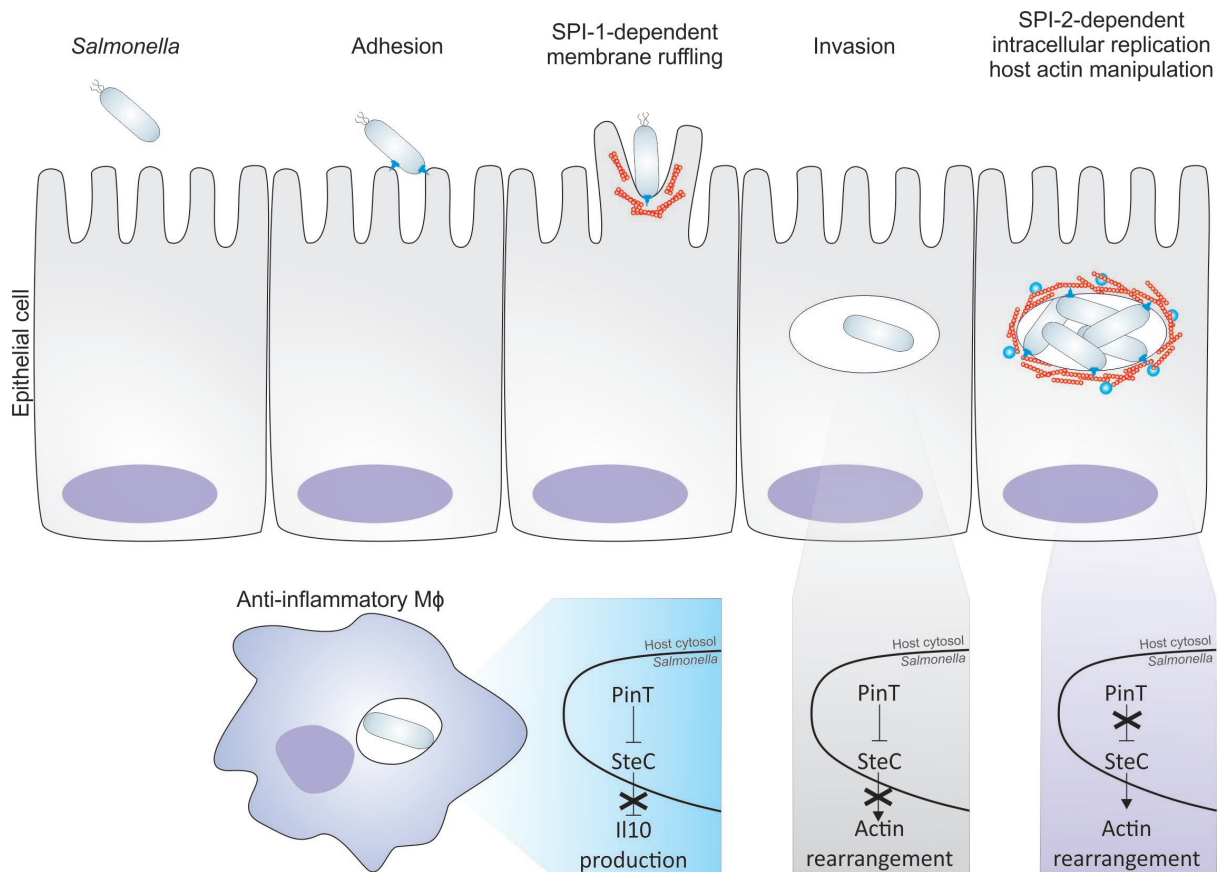 Salmonella
Adhesion
SPI-1-dependent
membrane ruffling
Invasion
SPI-2-dependent
intracellular replication
host actin manipulation
Epithelial cell
Anti-inflammatory Mϕ
Host cytosol
Salmonella
PinT
SteC
Il10
production
Host cytosol
Salmonella
PinT
SteC
Actin
rearrangement
Host cytosol
Salmonella
PinT
SteC
Actin
rearrangement